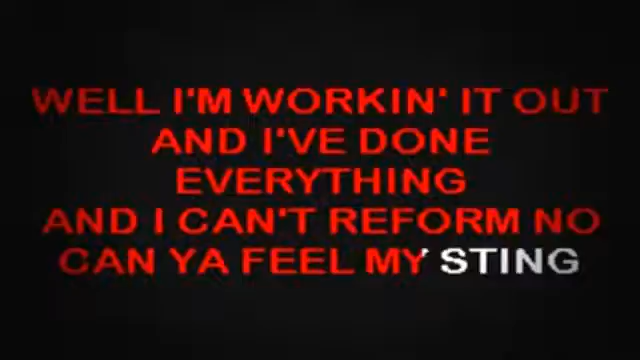 WELL I'M WORKIN' IT OUT
AND I'VE DONE
EVERYTHING
AND I CAN'T REFORM NO
CAN YA FEEL MY STING